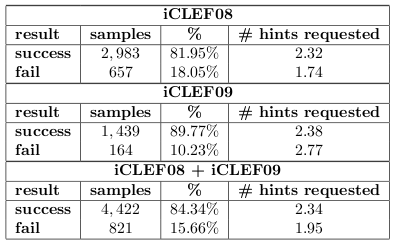 iCLEF08
result samples % # hints requested
success 2,983 81.95% 2.32
fail 657 18.05% 1.74
iCLEF09
result samples % # hints requested
success 1,439 89.77% 2.38
fail 164 10.23% 2.77
iCLEF08 + iCLEF09
result samples % # hints requested
success 4,422 84.34% 2.34
fail 821 15.66% 1.95